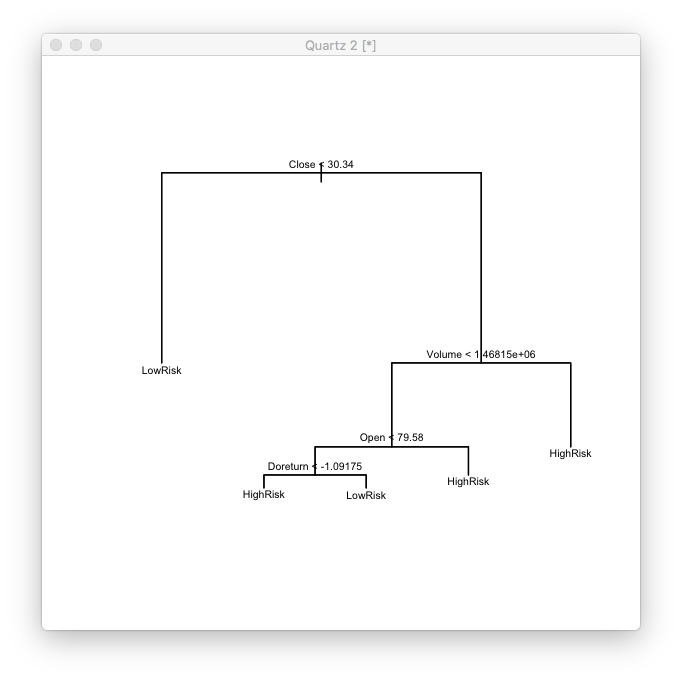 Quartz 2 [*]
Close < 30.34
Volume < 1.46815e+06
LowRisk
Open < 79.58
HighRisk
Doreturn < -1.09175
HighRisk
HighRisk
LowRisk